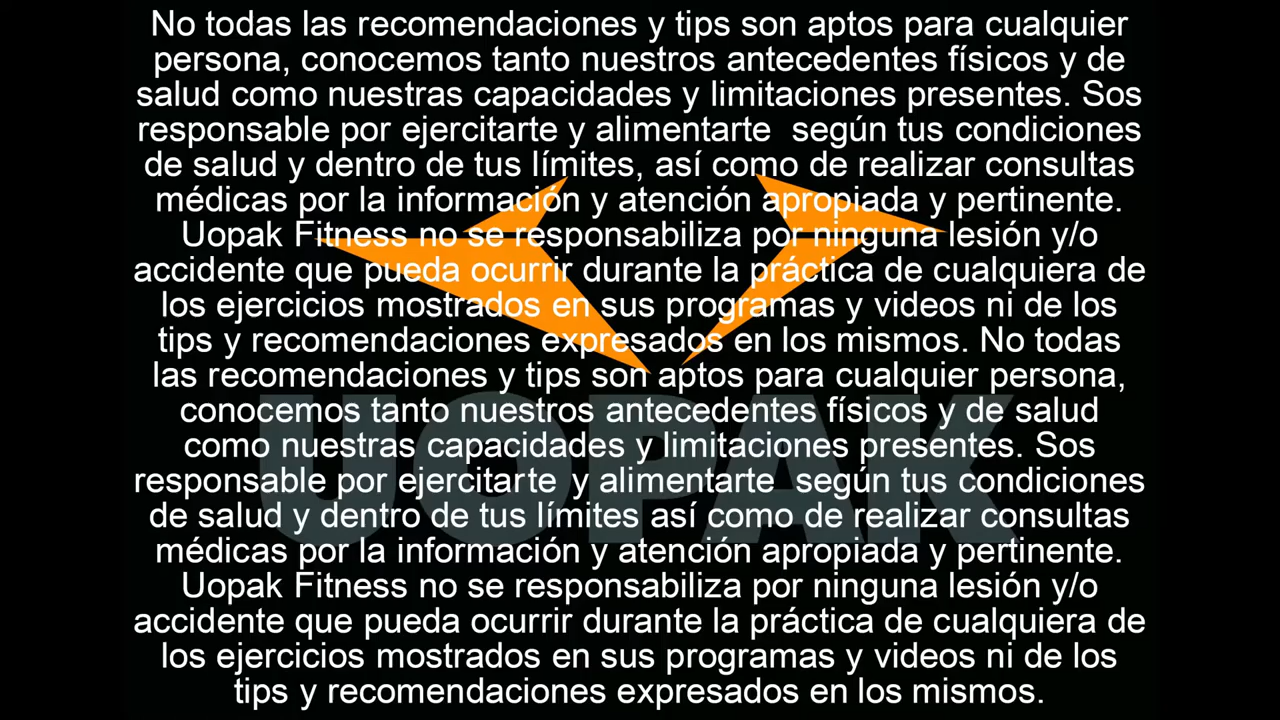 No todas las recomendaciones y tips son aptos para cualquier
persona, conocemos tanto nuestros antecedentes físicos y de
salud como nuestras capacidades y limitaciones presentes. Sos
responsable por ejercitarte y alimentarte  según tus condiciones
de salud y dentro de tus límites, así como de realizar consultas
médicas por la información y atención apropiada y pertinente.
Uopak Fitness no se responsabiliza por ninguna lesión y/o
accidente que pueda ocurrir durante la práctica de cualquiera de
los ejercicios mostrados en sus programas y videos ni de los
tips y recomendaciones expresados en los mismos. No todas
las recomendaciones y tips son aptos para cualquier persona,
conocemos tanto nuestros antecedentes físicos y de salud
como nuestras capacidades y limitaciones presentes. Sos
responsable por ejercitarte y alimentarte  según tus condiciones
de salud y dentro de tus límites así como de realizar consultas
médicas por la información y atención apropiada y pertinente.
Uopak Fitness no se responsabiliza por ninguna lesión y/o
accidente que pueda ocurrir durante la práctica de cualquiera de
los ejercicios mostrados en sus programas y videos ni de los
tips y recomendaciones expresados en los mismos.
UOPAK